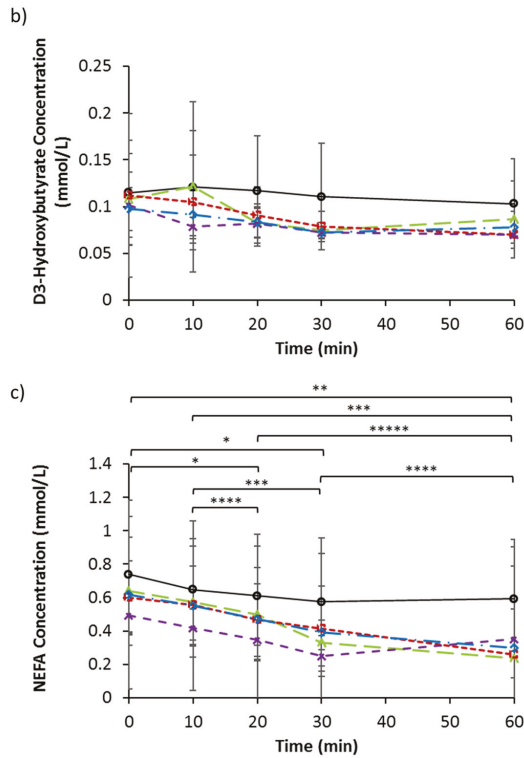 b)
D3-Hydroxybutyrate Concentration
(mmol/L)
0.25
0.2
0.15
0.1
0.05
0
0 10 20 30 40 50 60
Time (min)
c)
**
***
*****
*
* ****
***
****
NEFA Concentration (mmol/L)
1.4
1.2
1
0.8
0.6
0.4
0.2
0
0 10 20 30 40 50 60
Time (min)